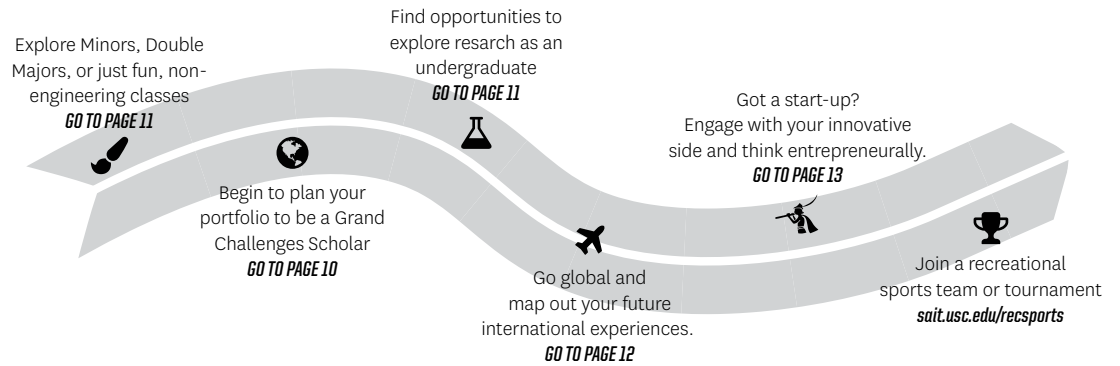 Explore Minors, Double
Majors, or just fun, non-
engineering classes
GO TO PAGE 11
Begin to plan your
portfolio to be a Grand
Challenges Scholar
GO TO PAGE 10
Find opportunities to
explore resarch as an
undergraduate
GO TO PAGE 11
Go global and
map out your future
international experiences.
GO TO PAGE 12
Got a start-up?
Engage with your innovative
side and think entrepreneurally.
GO TO PAGE 13
Join a recreational
sports team or tournament
sait.usc.edu/recsports